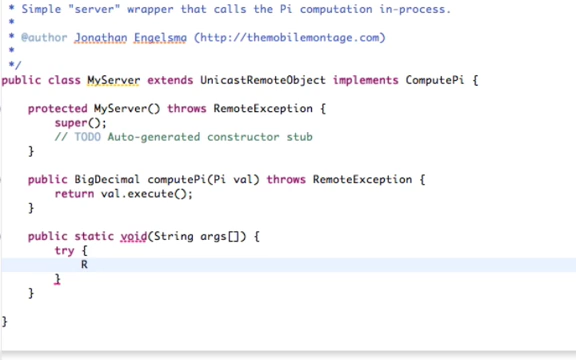 * Simple "server" wrapper that calls the Pi computation in-process.
*
* @author Jonathan Engelsma (http://themobilemontage.com)
*
*/
public class MyServer extends UnicastRemoteObject implements ComputePi {
protected MyServer() throws RemoteException {
super();
// TODO Auto-generated constructor stub
}
public BigDecimal computePi(Pi val) throws RemoteException {
return val.execute();
}
public static void(String args[]) {
try {
R
}
}
}